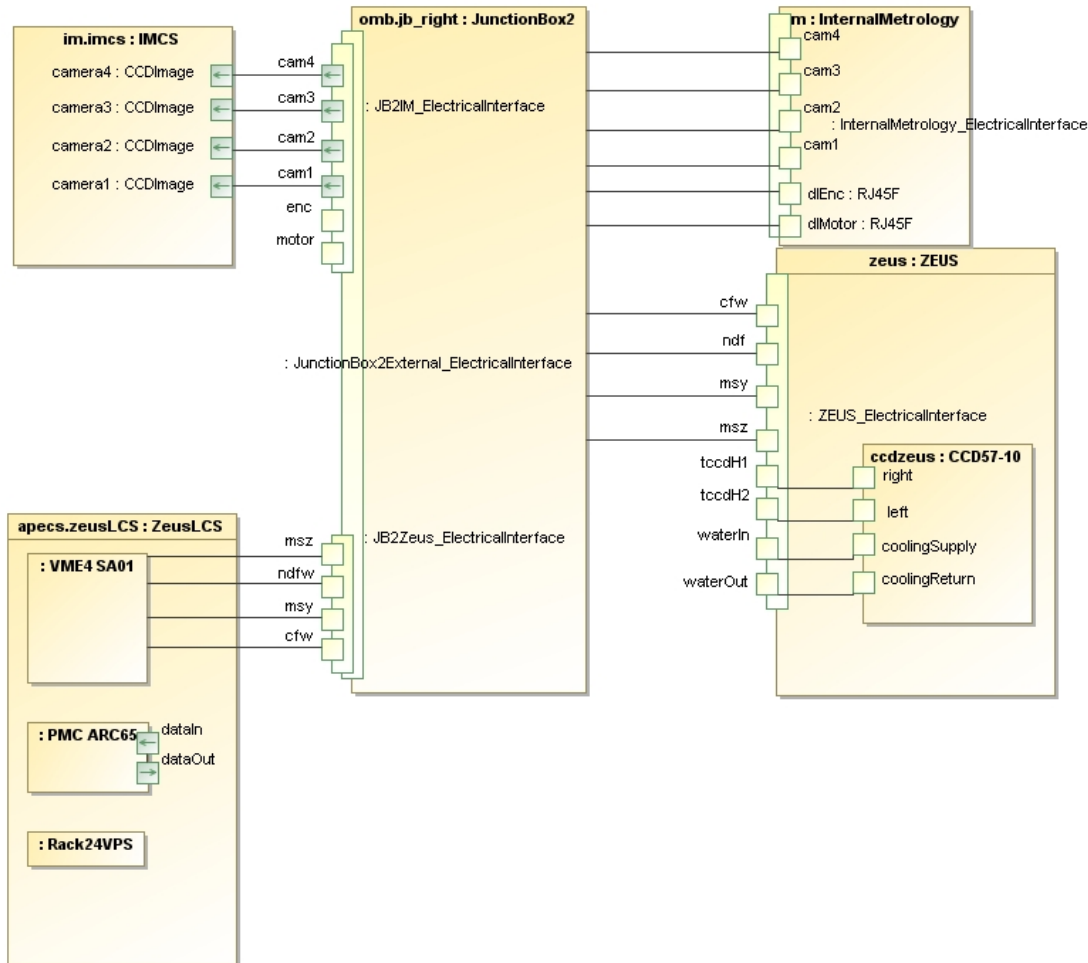 im.imcs : IMCS
camera4 : CCDImage
camera3 : CCDImage
camera2 : CCDImage
camera1 : CCDImage
omb.jb_right : JunctionBox2
cam4
cam3
cam2
cam1
enc
motor
: JB2IM_ElectricalInterface
: JunctionBox2External_ElectricalInterface
: JB2Zeus_ElectricalInterface
msz
ndfw
msy
cfw
m : InternalMetrology
cam4
cam3
cam2
: InternalMetrology_ElectricalInterface
cam1
dlEnc : RJ45F
dlMotor : RJ45F
zeus : ZEUS
cfw
ndf
msy
msz
tccdH1
tccdH2
waterIn
waterOut
: ZEUS_ElectricalInterface
ccdzeus : CCD57-10
right
left
coolingSupply
coolingReturn
apecs.zeusLCS : ZeusLCS
: VME4 SA01
: PMC ARC65
dataIn
dataOut
: Rack24VPS